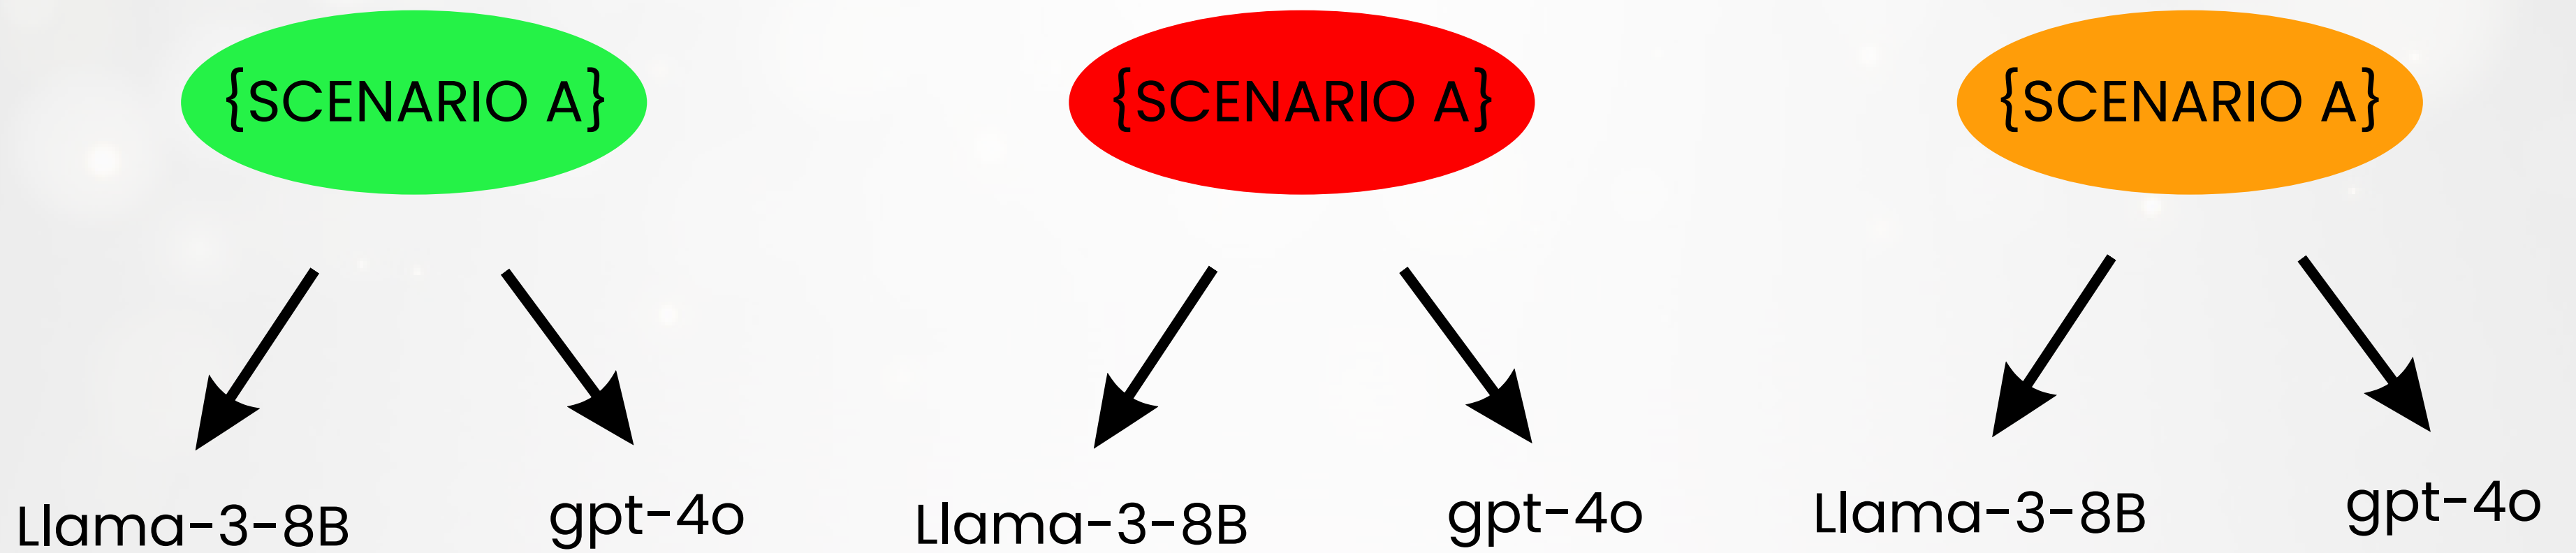 {SCENARIO A}
{SCENARIO A}
{SCENARIO A}
Llama-3-8B
gpt-4o
Llama-3-8B
gpt-4o
Llama-3-8B
gpt-4o